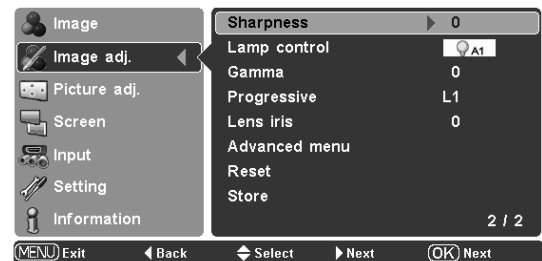 Image
Image adj.
Picture adj.
Screen
Input
Setting
Information
Sharpness 0
Lamp control A1
Gamma 0
Progressive L1
Lens iris 0
Advanced menu
Reset
Store
2 / 2
MENU Exit Back Select Next OK Next